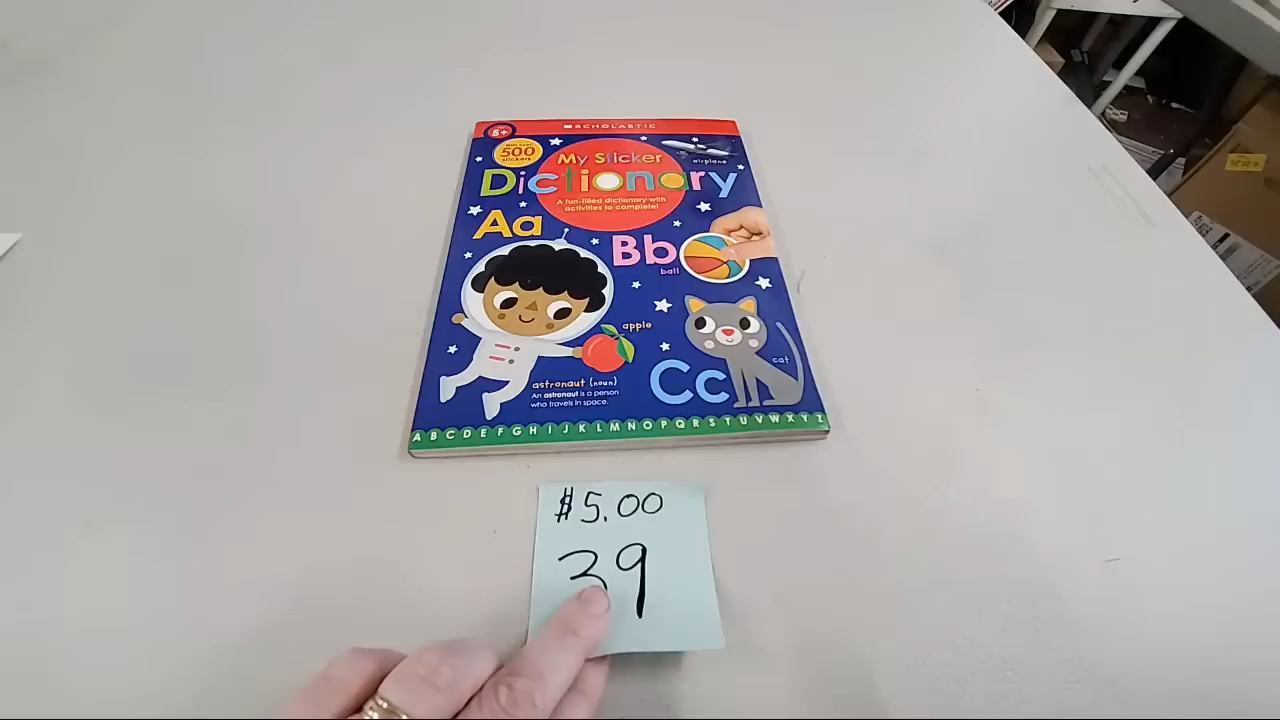 5+
SCHOLASTIC
500
stickers
My Sticker
Dictionary
A fun-filled dictionary with
activities to complete!
airplane
Aa
Bb
ball
apple
cat
Cc
astronaut (noun)
An astronaut is a person
who travels in space.
A B C D E F G H I J K L M N O P Q R S T U V W X Y Z
$5.00
39